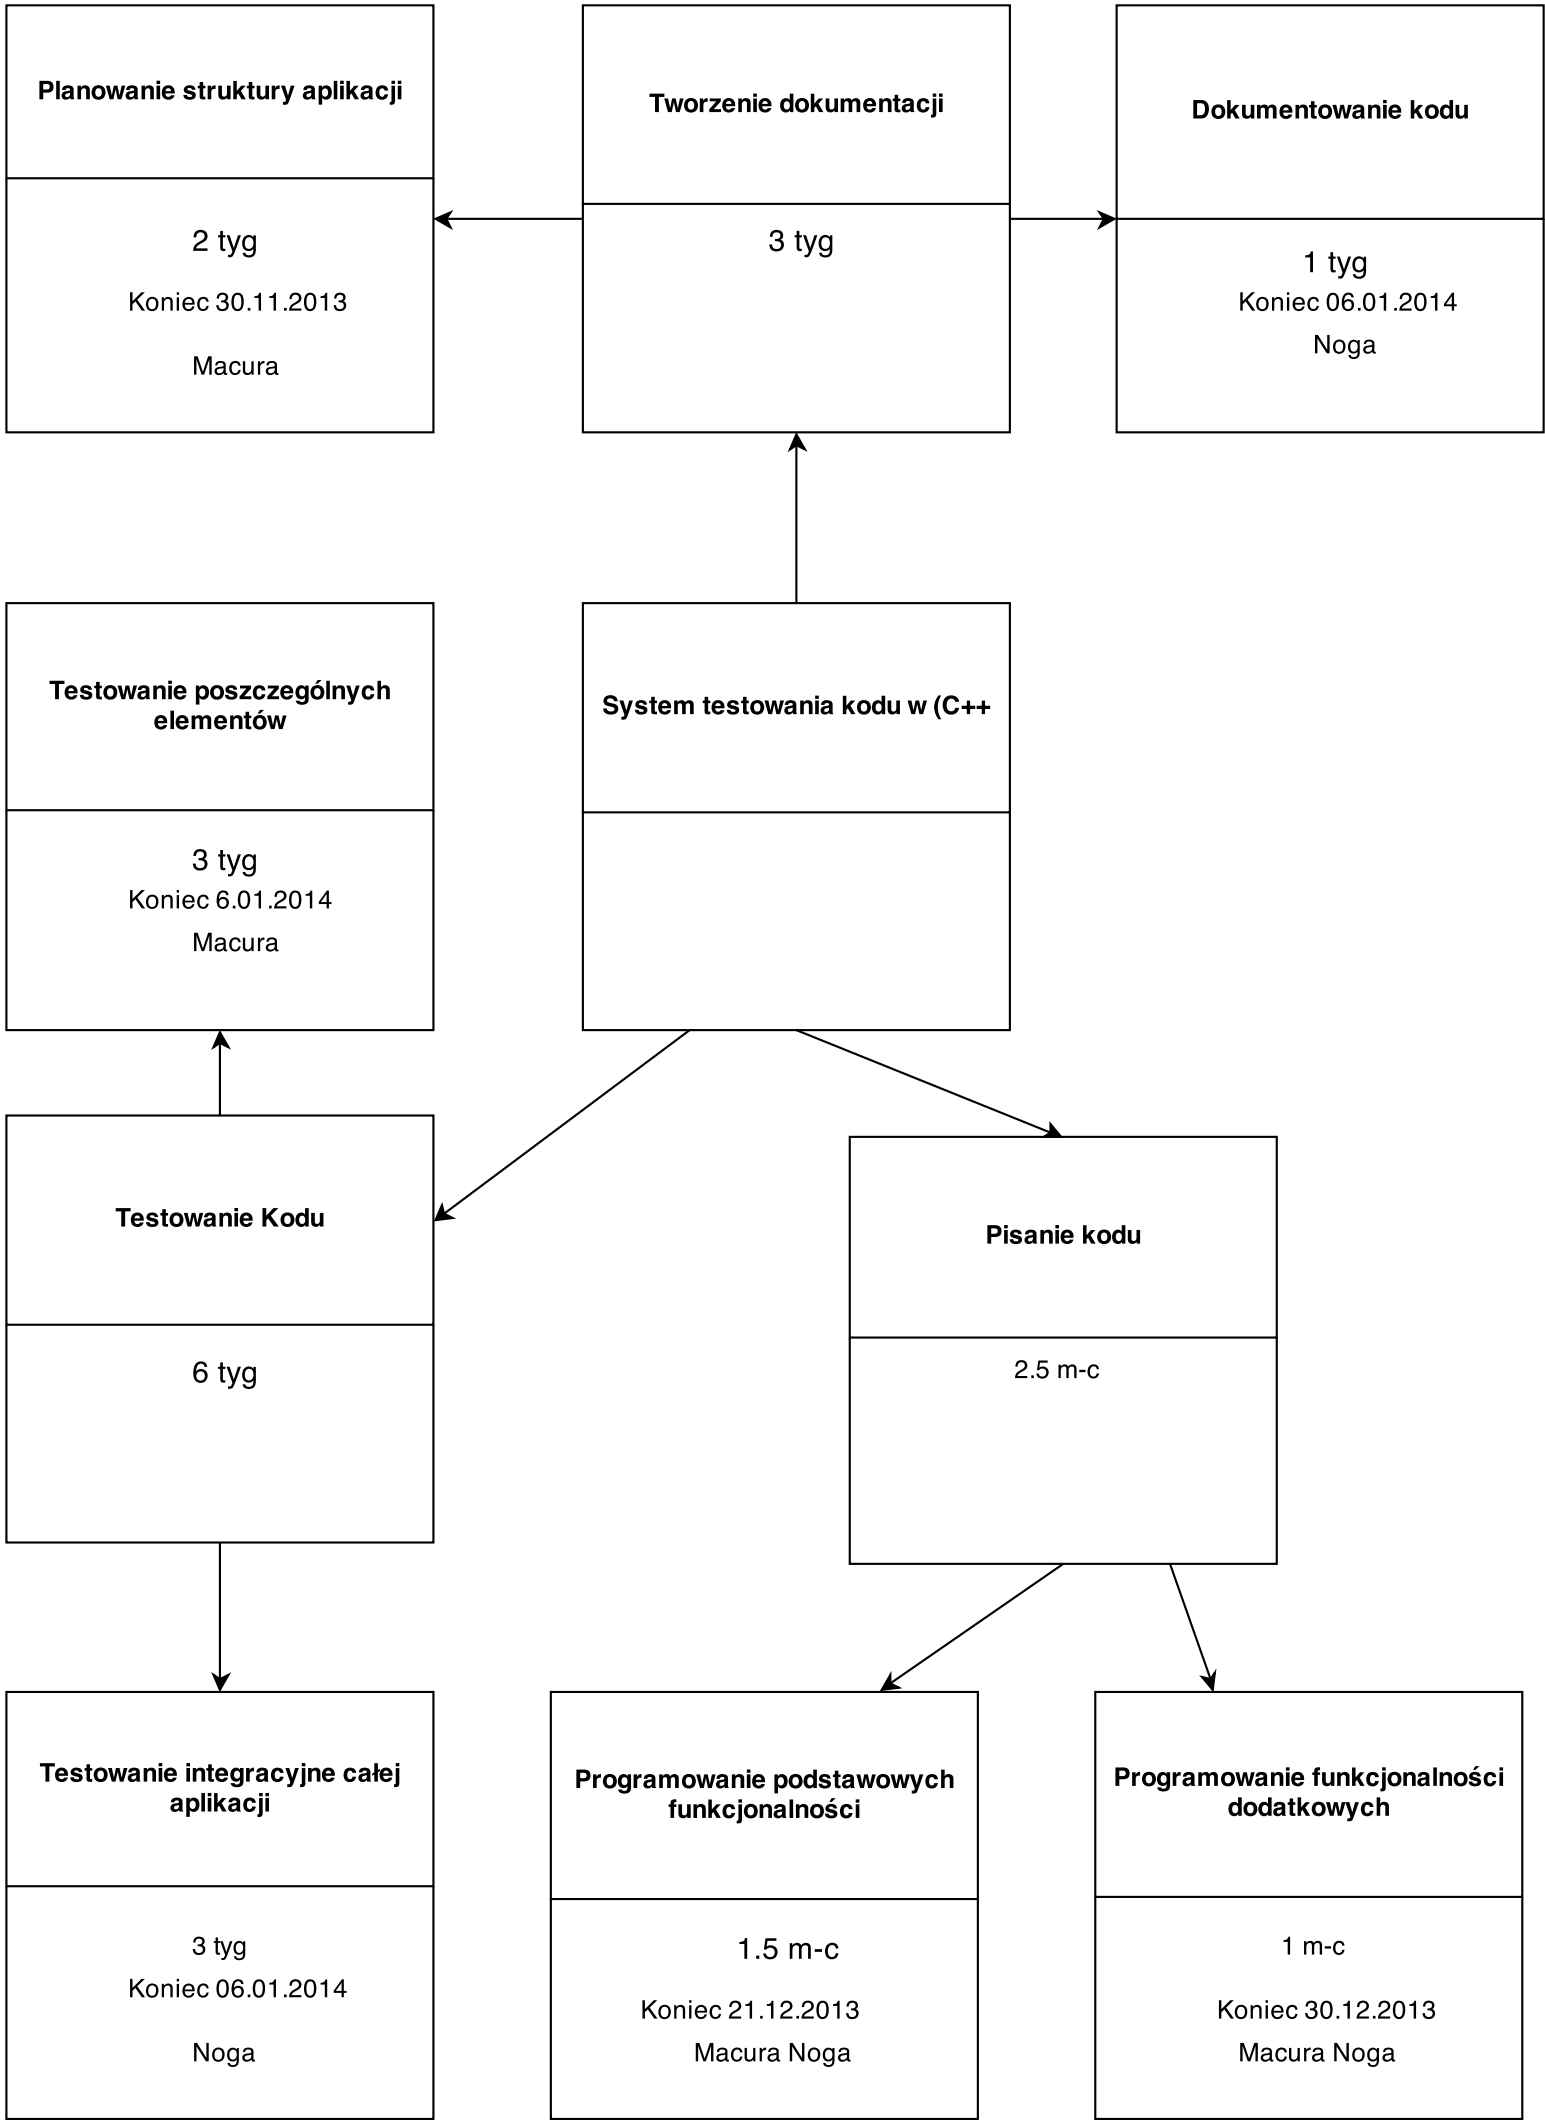 Planowanie struktury aplikacji
2 tyg
Koniec 30.11.2013
Macura
Tworzenie dokumentacji
3 tyg
Dokumentowanie kodu
1 tyg
Koniec 06.01.2014
Noga
Testowanie poszczególnych
elementów
3 tyg
Koniec 6.01.2014
Macura
System testowania kodu w (C++
Testowanie Kodu
6 tyg
Pisanie kodu
2.5 m-c
Testowanie integracyjne całej
aplikacji
3 tyg
Koniec 06.01.2014
Noga
Programowanie podstawowych
funkcjonalności
1.5 m-c
Koniec 21.12.2013
Macura Noga
Programowanie funkcjonalności
dodatkowych
1 m-c
Koniec 30.12.2013
Macura Noga